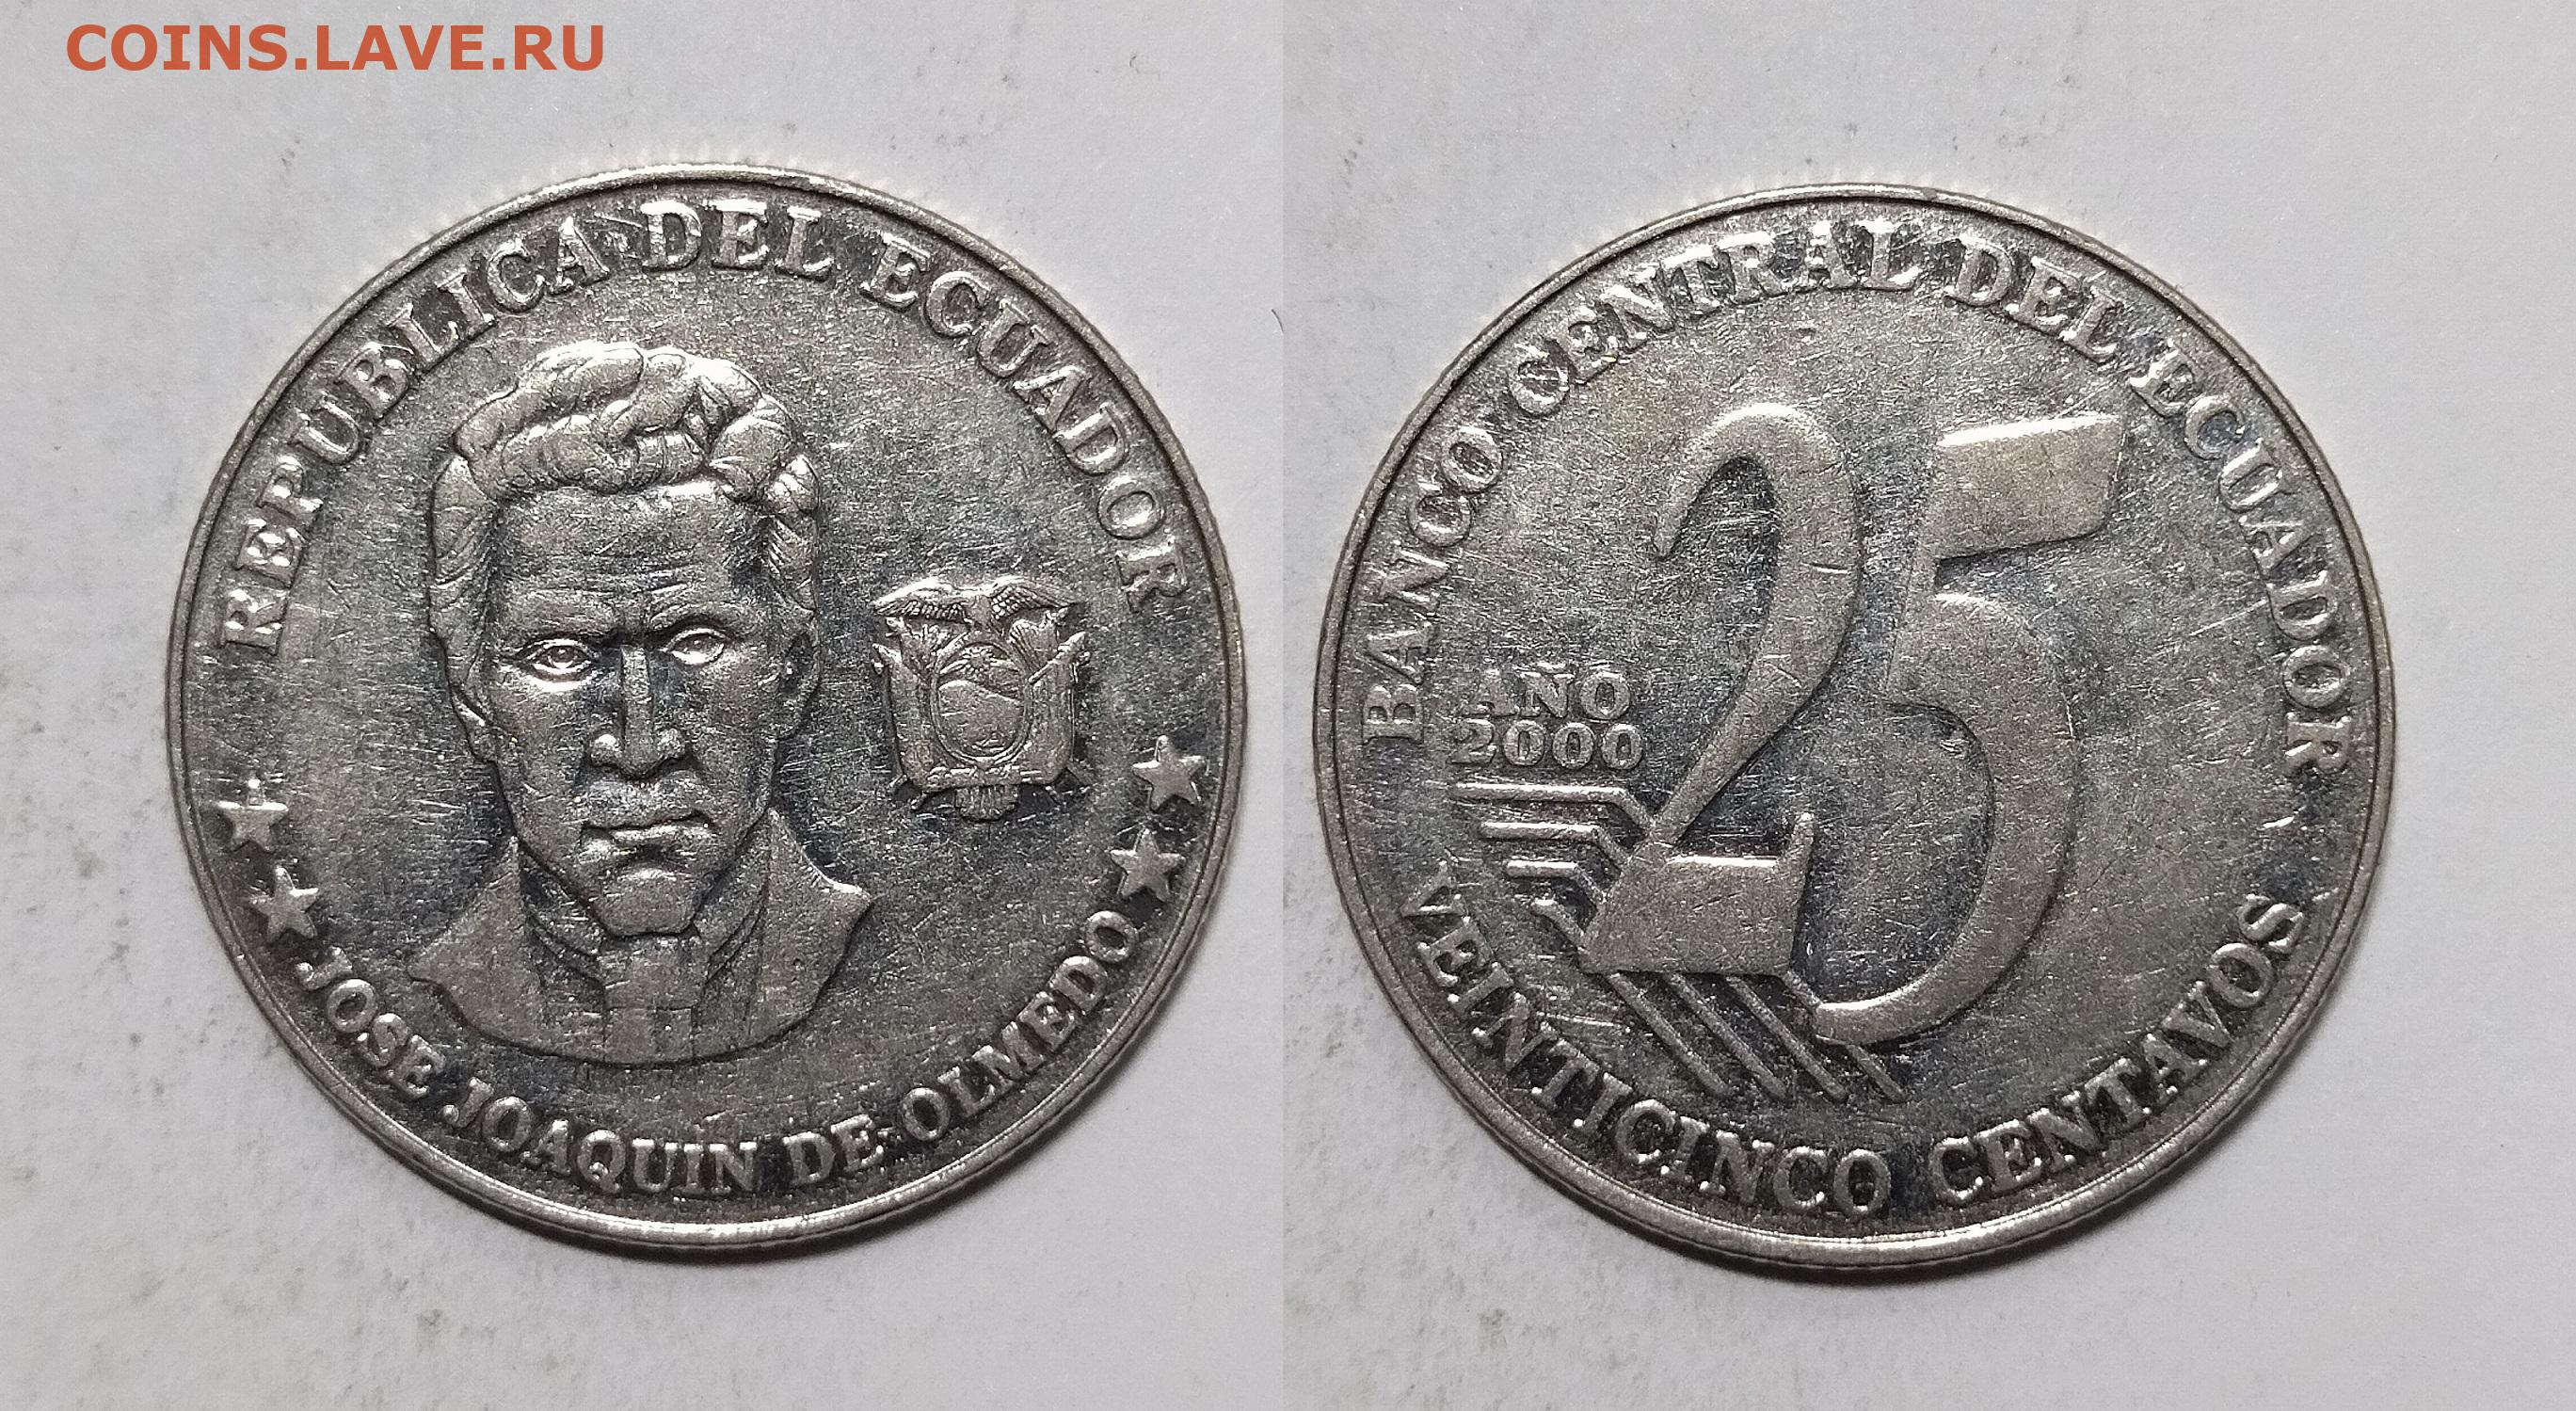 COINS.LAVE.RU
REPUBLICA DEL ECUADOR
JOSE JOAQUIN DE OLMEDO
BANCO CENTRAL DEL ECUADOR
25
AÑO
2000
VEINTICINCO CENTAVOS